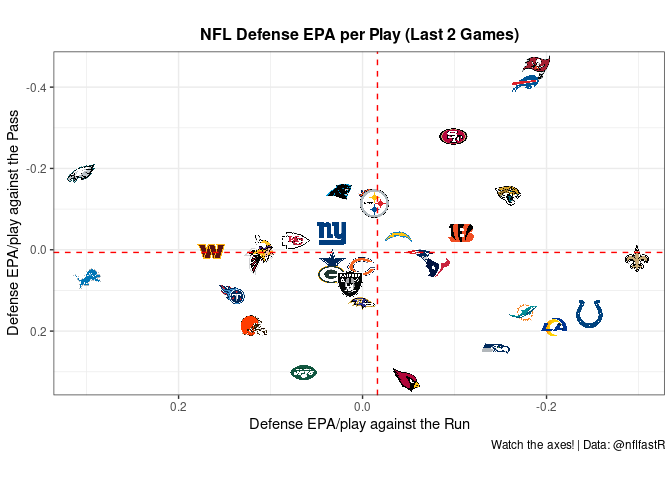 NFL Defense EPA per Play (Last 2 Games)
Defense EPA/play against the Pass
-0.4
-0.2
0.0
0.2
ny
W
G
RAIDERS
0.2
0.0
-0.2
Defense EPA/play against the Run
Watch the axes! | Data: @nflfastR